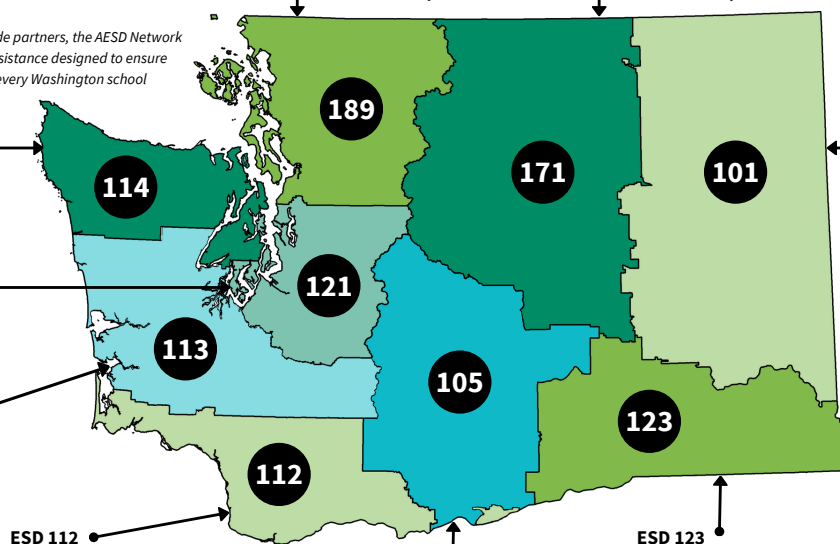 de partners, the AESD Network
sistance designed to ensure
every Washington school
189
114
171
101
121
113
105
123
112
ESD 112
ESD 123